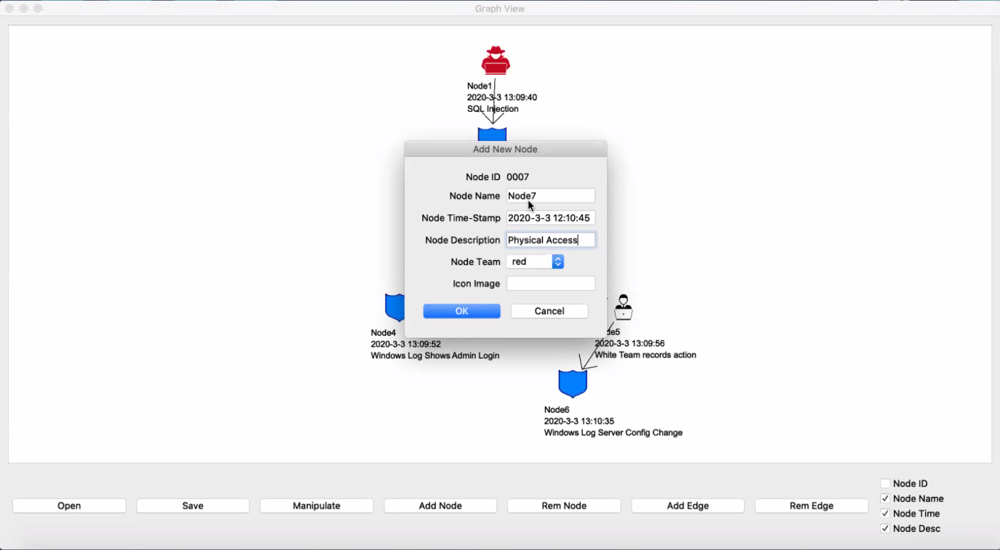 Graph View
Node1
2020-3-3 13:09:40
SQL Injection
Add New Node
Node ID 0007
Node Name Node7
Node Time-Stamp 2020-3-3 12:10:45
Node Description Physical Access
Node Team red
Icon Image
OK Cancel
Node4
2020-3-3 13:09:52
Windows Log Shows Admin Login
de5
2020-3-3 13:09:56
White Team records action
Node6
2020-3-3 13:10:35
Windows Log Server Config Change
Open Save Manipulate Add Node Rem Node Add Edge Rem Edge
Node ID
Node Name
Node Time
Node Desc